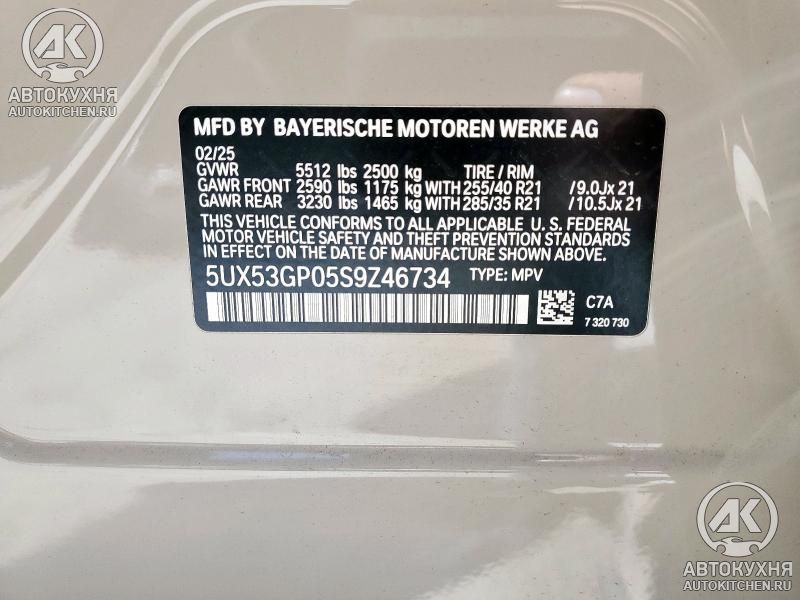 AK
АВТОКУХНЯ
AUTOKITCHEN.RU
MFD BY BAYERISCHE MOTOREN WERKE AG
02/25
GVWR 5512 lbs 2500 kg TIRE / RIM
GAWR FRONT 2590 lbs 1175 kg WITH 255/40 R21 /9.0Jx 21
GAWR REAR 3230 lbs 1465 kg WITH 285/35 R21 /10.5Jx 21
THIS VEHICLE CONFORMS TO ALL APPLICABLE U. S. FEDERAL
MOTOR VEHICLE SAFETY AND THEFT PREVENTION STANDARDS
IN EFFECT ON THE DATE OF MANUFACTURE SHOWN ABOVE.
5UX53GP05S9Z46734 TYPE: MPV
C7A
7 320 730
AK
АВТОКУХНЯ
AUTOKITCHEN.RU